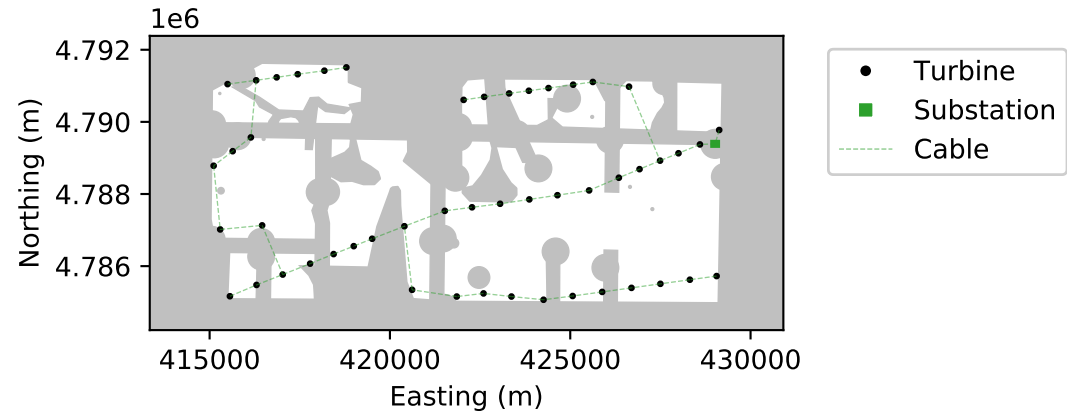 1e6
4.792
4.790
4.788
4.786
Northing (m)
415000 420000 425000 430000
Easting (m)
Turbine
Substation
Cable